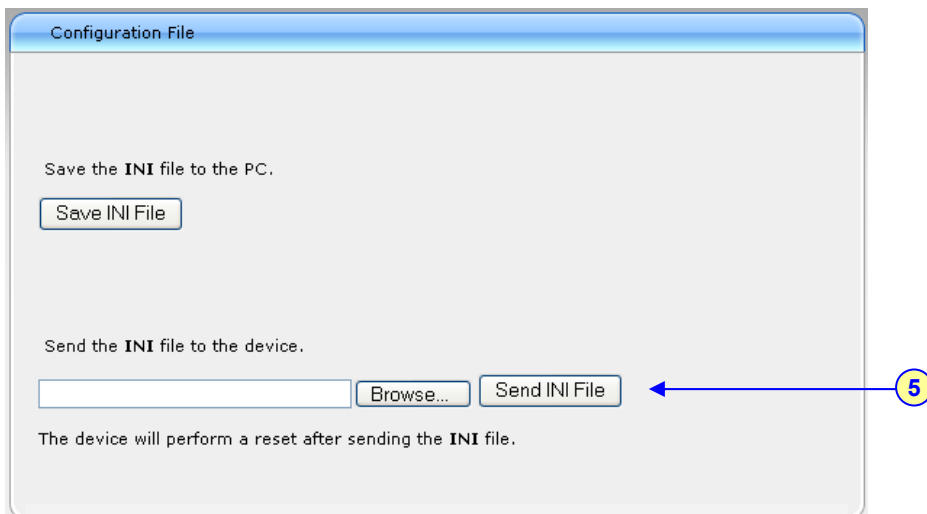 Configuration File
Save the INI file to the PC.
Save INI File
Send the INI file to the device.
Browse... Send INI File 5
The device will perform a reset after sending the INI file.